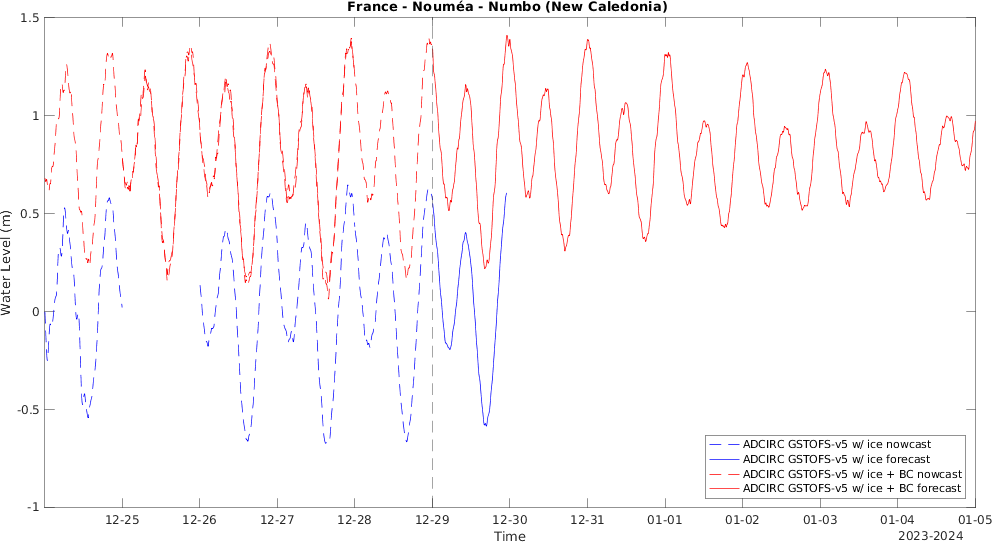 France - Nouméa - Numbo (New Caledonia)
1.5
1
0.5
0
-0.5
-1
Water Level (m)
12-25 12-26 12-27 12-28 12-29 12-30 12-31 01-01 01-02 01-03 01-04 01-05
Time
2023-2024
ADCIRC GSTOFS-v5 w/ ice nowcast
ADCIRC GSTOFS-v5 w/ ice forecast
ADCIRC GSTOFS-v5 w/ ice + BC nowcast
ADCIRC GSTOFS-v5 w/ ice + BC forecast